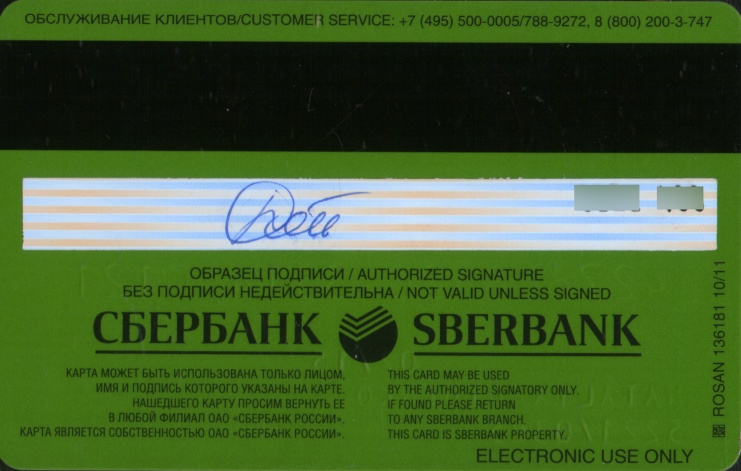 ОБСЛУЖИВАНИЕ КЛИЕНТОВ/CUSTOMER SERVICE: +7 (495) 500-0005/788-9272, 8 (800) 200-3-747
ОБРАЗЕЦ ПОДПИСИ / AUTHORIZED SIGNATURE
БЕЗ ПОДПИСИ НЕДЕЙСТВИТЕЛЬНА / NOT VALID UNLESS SIGNED
СБЕРБАНК SBERBANK
КАРТА МОЖЕТ БЫТЬ ИСПОЛЬЗОВАНА ТОЛЬКО ЛИЦОМ,
ИМЯ И ПОДПИСЬ КОТОРОГО УКАЗАНЫ НА КАРТЕ.
НАШЕДШЕГО КАРТУ ПРОСИМ ВЕРНУТЬ ЕЕ
В ЛЮБОЙ ФИЛИАЛ ОАО «СБЕРБАНК РОССИИ».
КАРТА ЯВЛЯЕТСЯ СОБСТВЕННОСТЬЮ ОАО «СБЕРБАНК РОССИИ».
THIS CARD MAY BE USED
BY THE AUTHORIZED SIGNATORY ONLY.
IF FOUND PLEASE RETURN
TO ANY SBERBANK BRANCH.
THIS CARD IS SBERBANK PROPERTY.
ELECTRONIC USE ONLY
ROSAN 136181 10/11